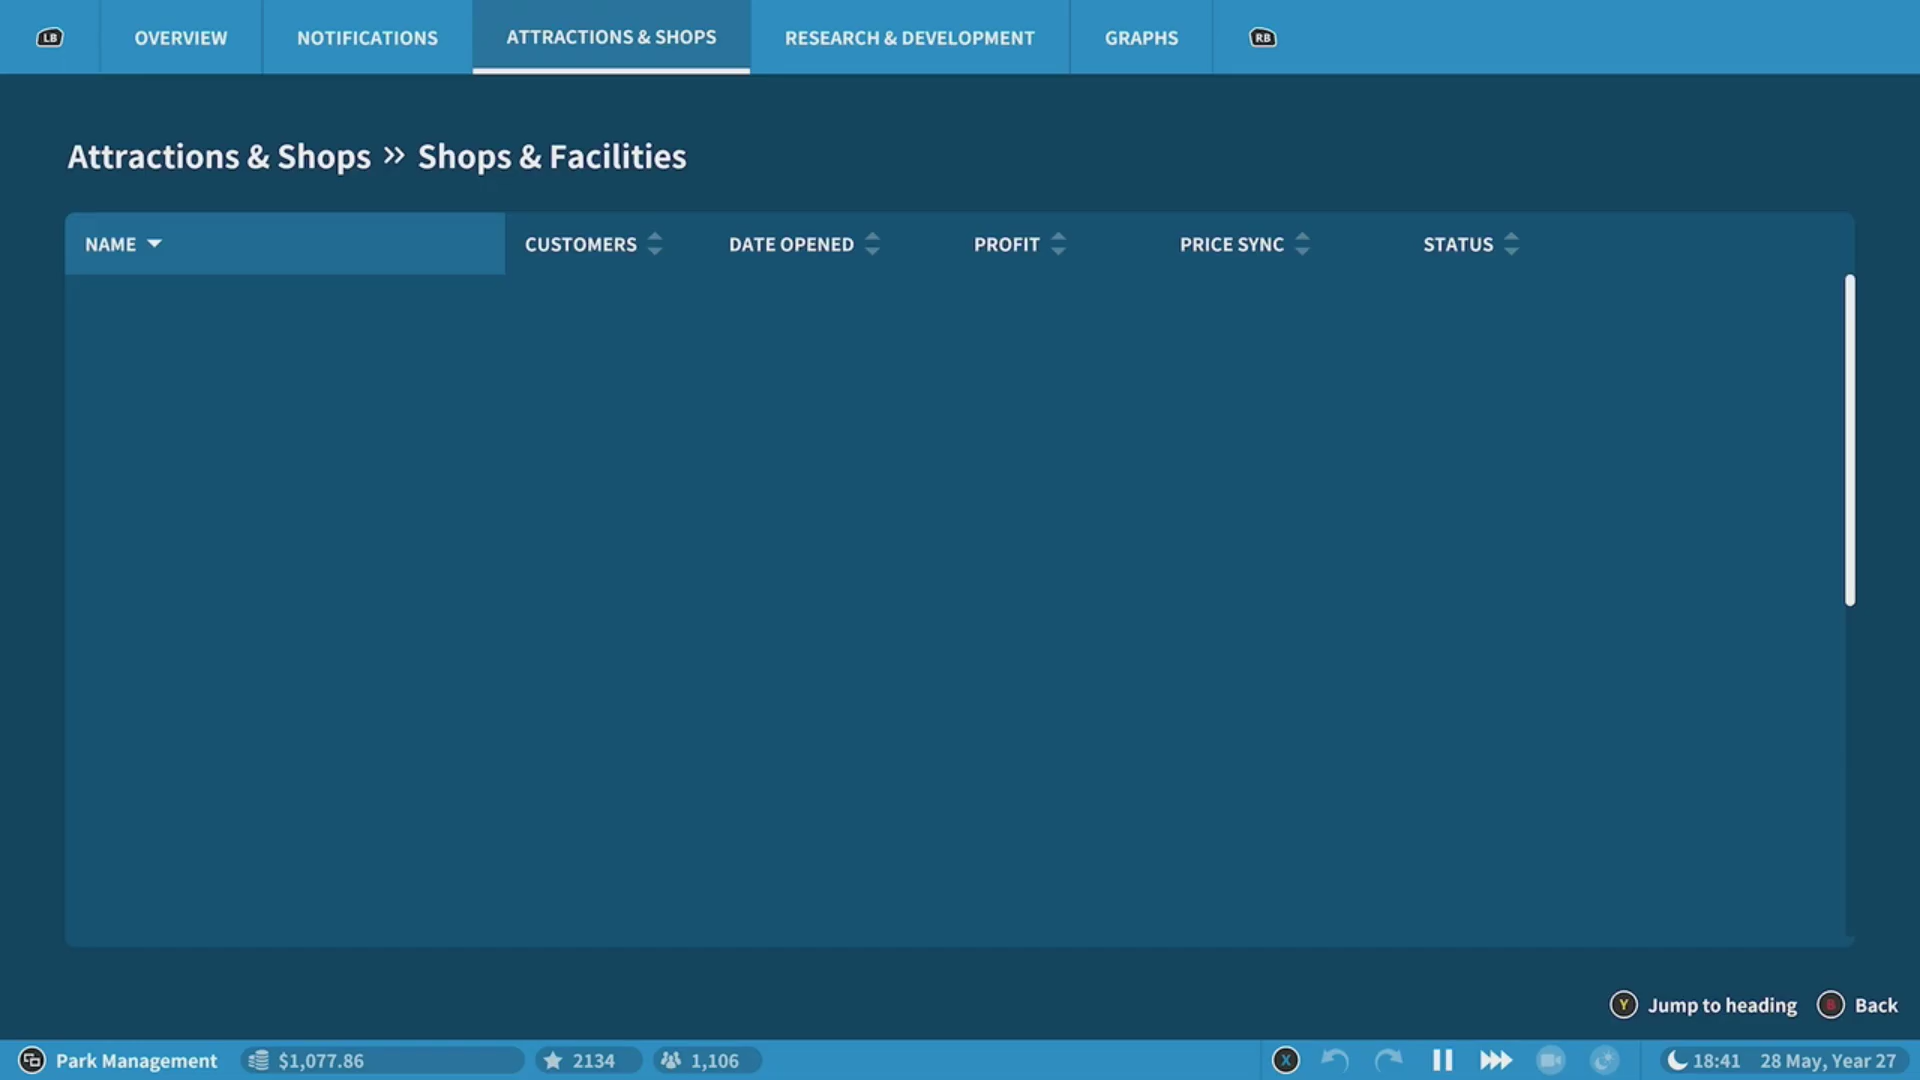 LB OVERVIEW NOTIFICATIONS ATTRACTIONS & SHOPS RESEARCH & DEVELOPMENT GRAPHS RB
Attractions & Shops » Shops & Facilities
NAME CUSTOMERS DATE OPENED PROFIT PRICE SYNC STATUS
Y Jump to heading B Back
Park Management $1,077.86 2134 1,106 X 18:41 28 May, Year 27